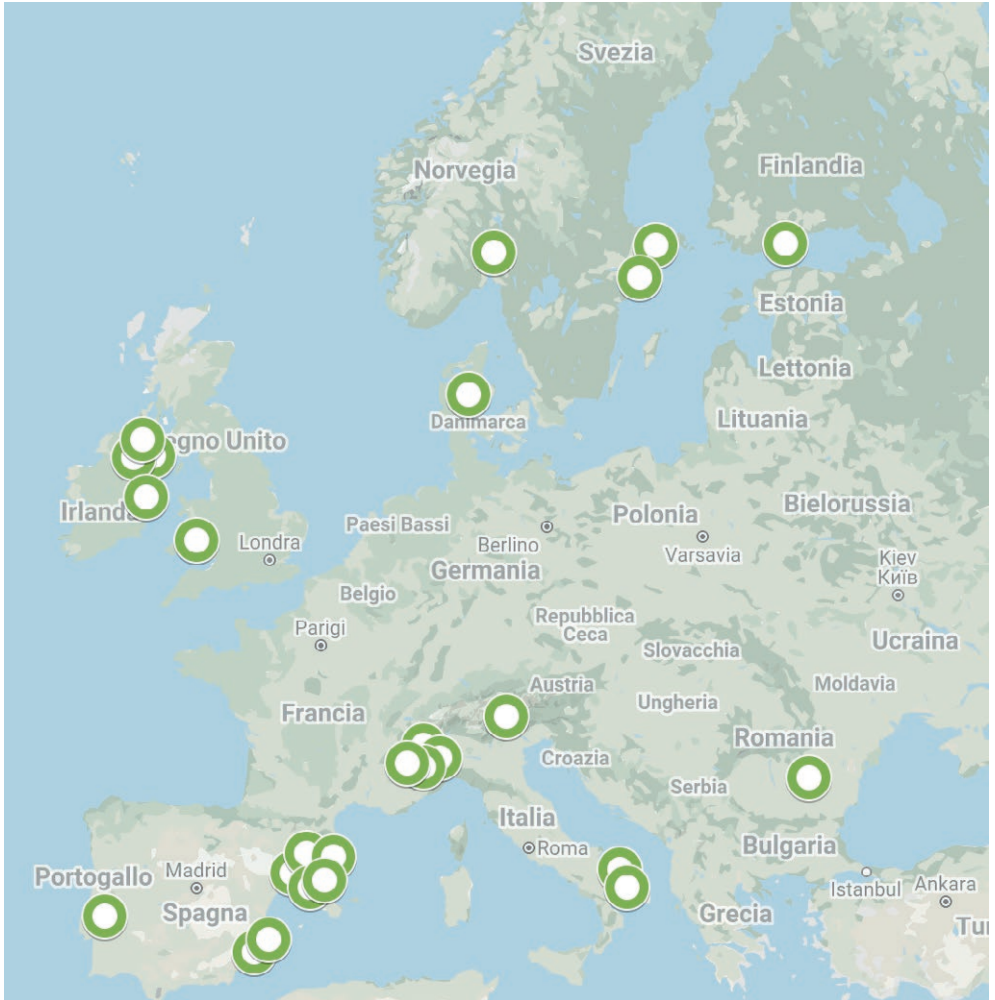 Svezia
Norvegia
Finlandia
Estonia
Lettonia
Danimarca
Lituania
egno Unito
Irlanda
Paesi Bassi
Berlino
Polonia
Bielorussia
Londra
Varsavia
Germania
Kiev
Київ
Belgio
Repubblica
Ceca
Parigi
Slovacchia
Ucraina
Austria
Moldavia
Ungheria
Francia
Romania
Croazia
Serbia
Italia
Bulgaria
Roma
Madrid
Portogallo
Istanbul
Ankara
Spagna
Grecia
Tu